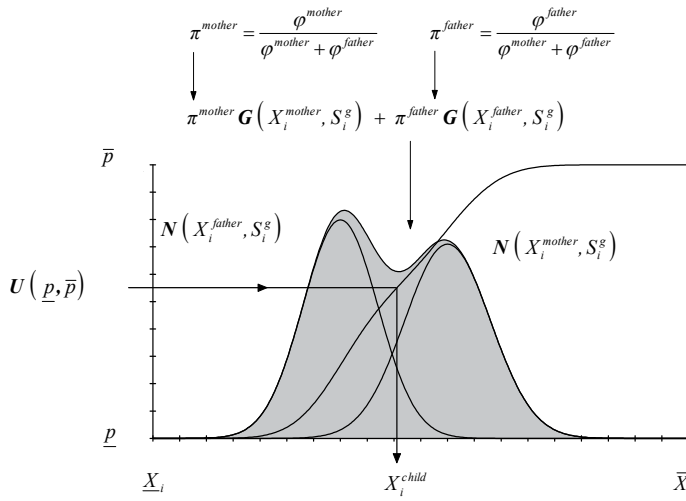 π^mother = φ^mother / (φ^mother + φ^father) π^father = φ^father / (φ^mother + φ^father)
π^mother G(X_i^mother, S_i^g) + π^father G(X_i^father, S_i^g)
p̅
N(X_i^father, S_i^g)
N(X_i^mother, S_i^g)
U(p̲, p̅)
p̲
X̲_i X_i^child X̅